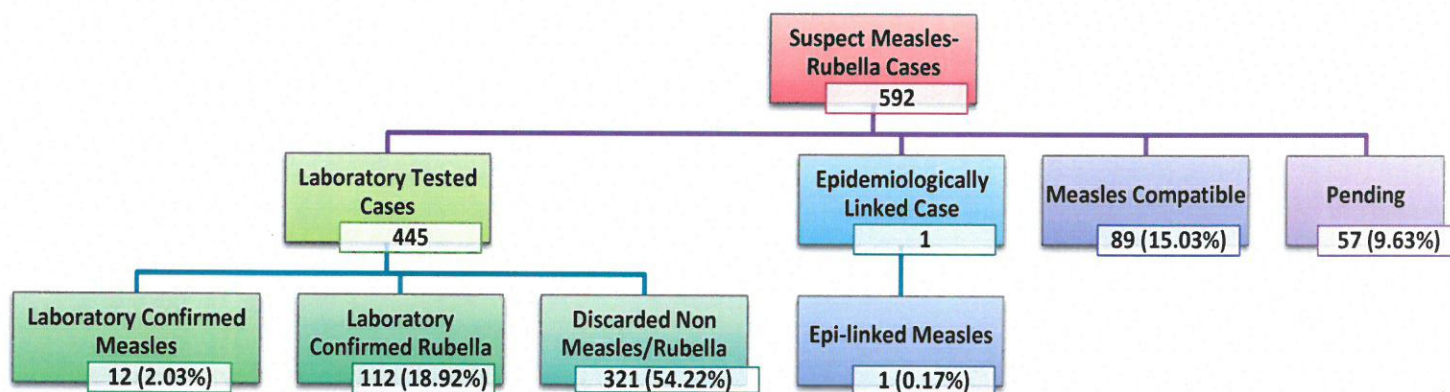 Suspect Measles-
Rubella Cases
592
Laboratory Tested
Cases
445
Epidemiologically
Linked Case
1
Measles Compatible
89 (15.03%)
Pending
57 (9.63%)
Laboratory Confirmed
Measles
12 (2.03%)
Laboratory
Confirmed Rubella
112 (18.92%)
Discarded Non
Measles/Rubella
321 (54.22%)
Epi-linked Measles
1 (0.17%)